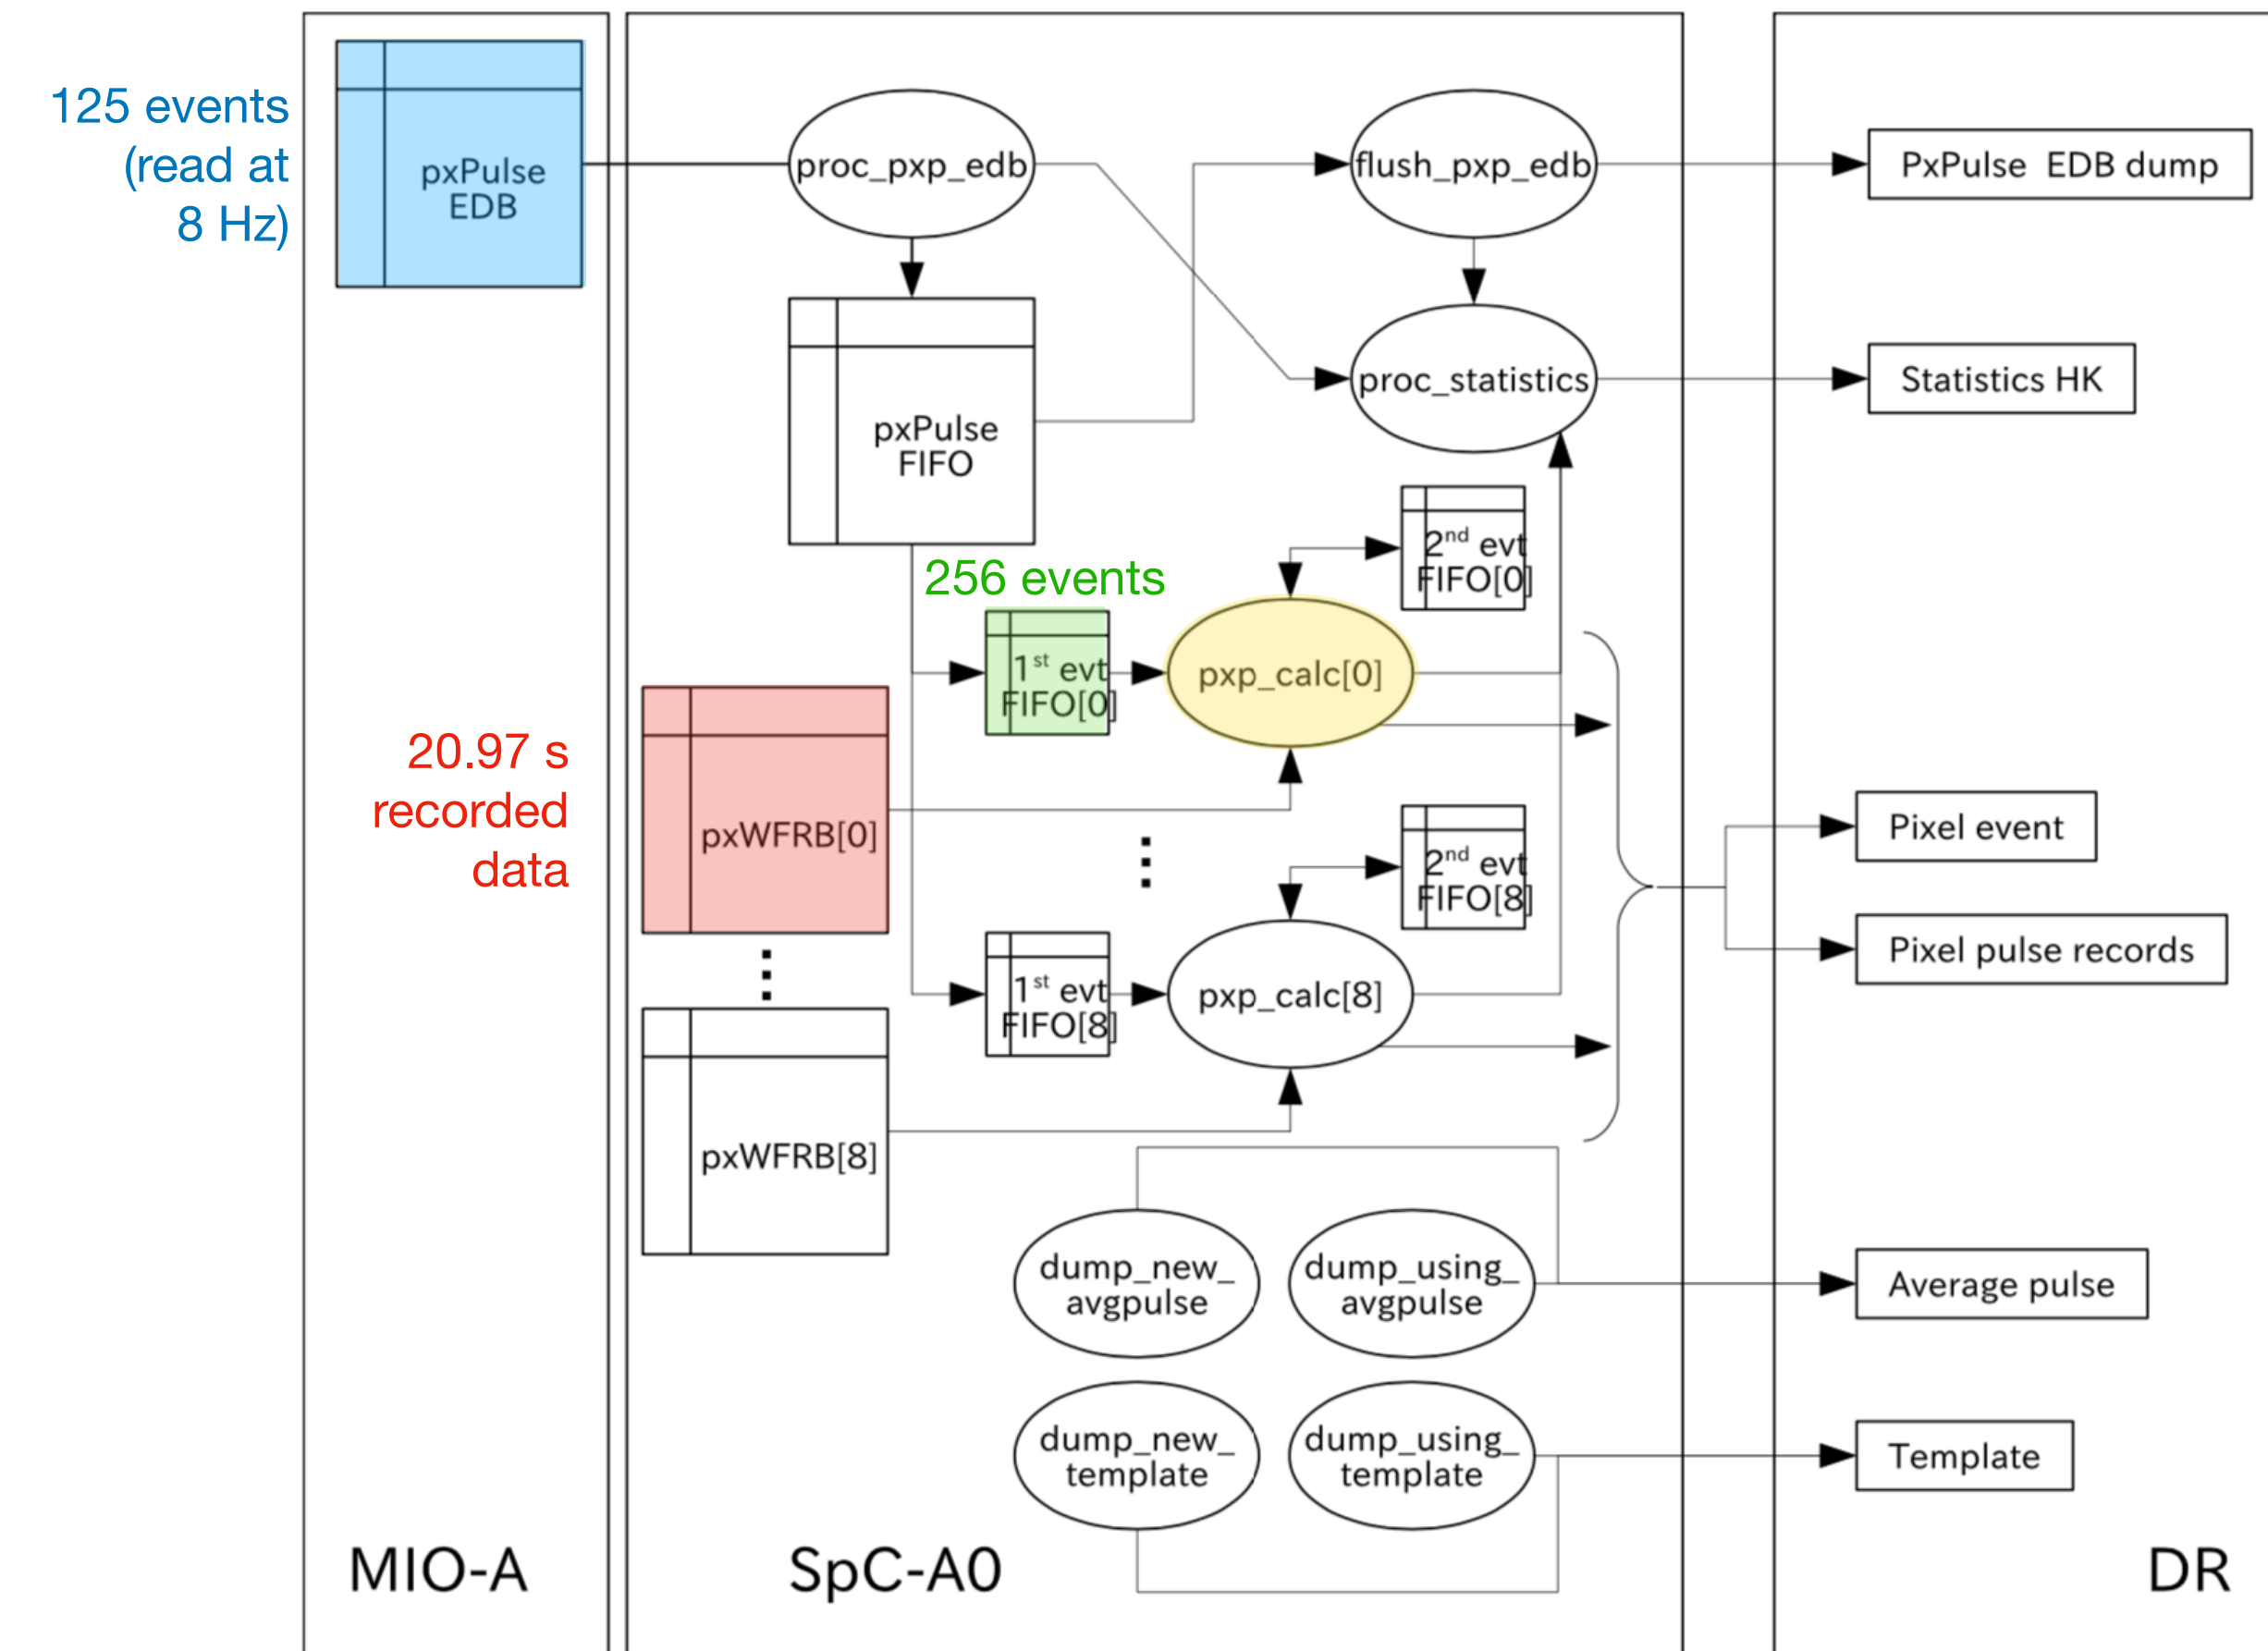 125 events
(read at
8 Hz)
pxPulse
EDB
proc_pxp_edb
flush_pxp_edb
PxPulse EDB dump
proc_statistics
Statistics HK
pxPulse
FIFO
256 events
2nd evt
FIFO[0]
1st evt
FIFO[0]
pxp_calc[0]
20.97 s
recorded
data
pxWFRB[0]
2nd evt
FIFO[8]
Pixel event
Pixel pulse records
1st evt
FIFO[8]
pxp_calc[8]
pxWFRB[8]
dump_new_
avgpulse
dump_using_
avgpulse
Average pulse
dump_new_
template
dump_using_
template
Template
MIO-A
SpC-A0
DR